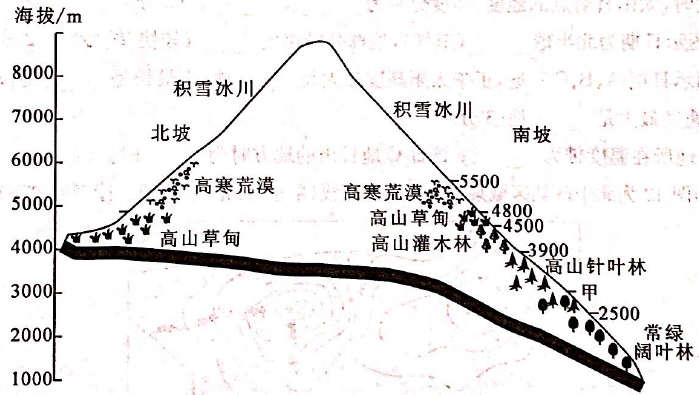 海拔/m
8000
7000
6000
5000
4000
3000
2000
1000
积雪冰川
北坡
高寒荒漠
高山草甸
积雪冰川
南坡
高寒荒漠
5500
高山草甸
4800
4500
高山灌木林
3900
高山针叶林
甲
2500
常绿
阔叶林